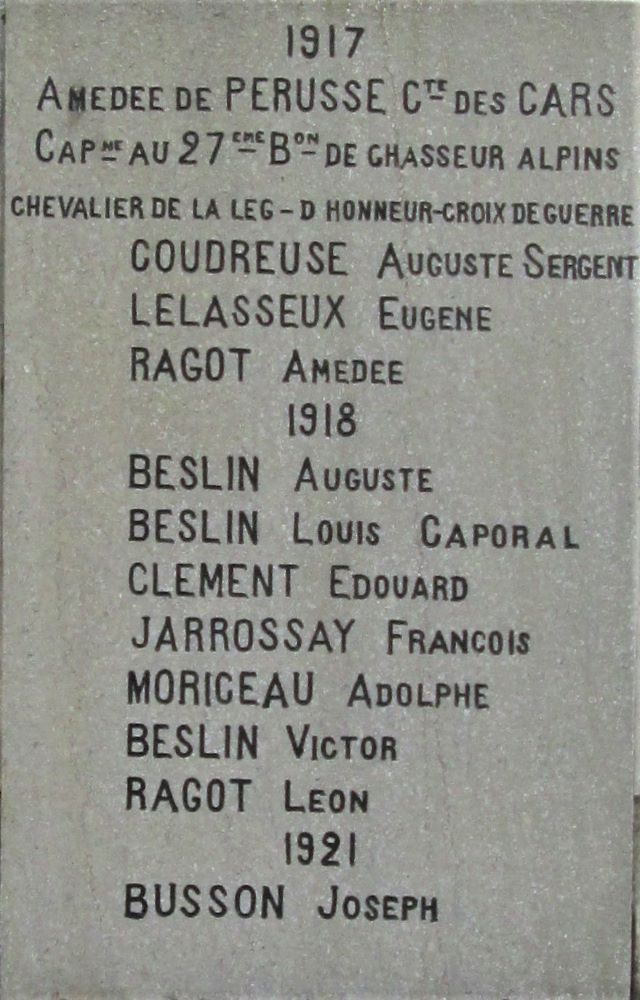 1917
AMEDEE DE PERUSSE CTE DES CARS
CAPNE AU 27EME BON DE CHASSEUR ALPINS
CHEVALIER DE LA LEG-D HONNEUR-CROIX DE GUERRE
COUDREUSE AUGUSTE SERGENT
LELASSEUX EUGENE
RAGOT AMEDEE
1918
BESLIN AUGUSTE
BESLIN LOUIS CAPORAL
CLEMENT EDOUARD
JARROSSAY FRANCOIS
MORICEAU ADOLPHE
BESLIN VICTOR
RAGOT LEON
1921
BUSSON JOSEPH